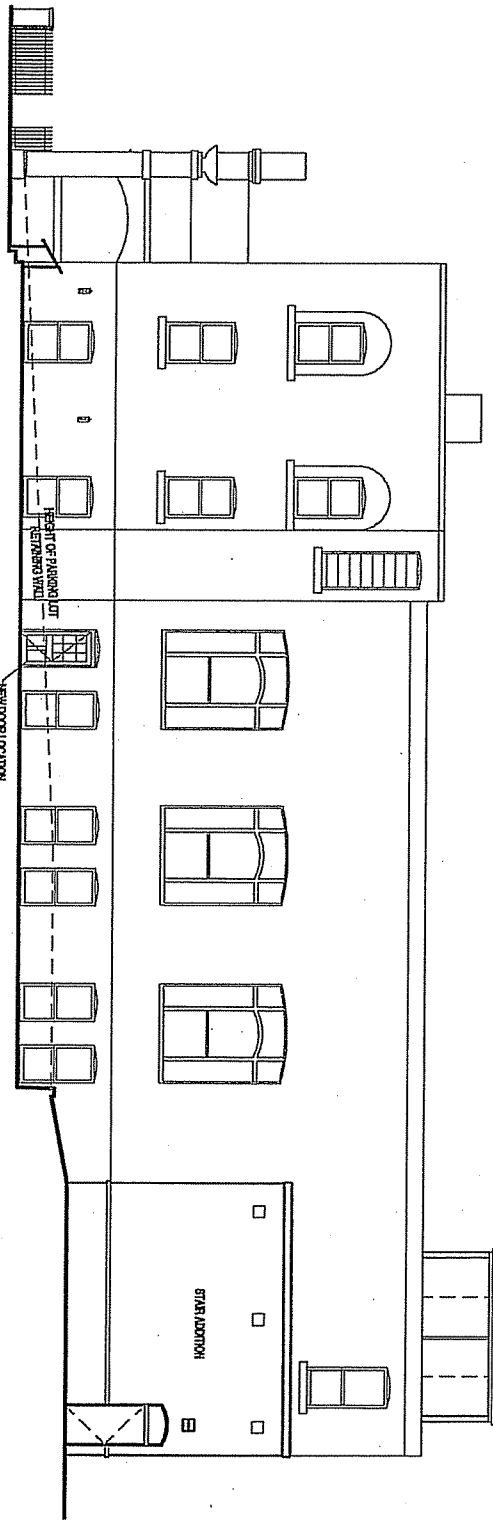 HEIGHT OF PARKING LOT
RETAINING WALL
NEW DOOR LOCATION
STAIR ADDITION